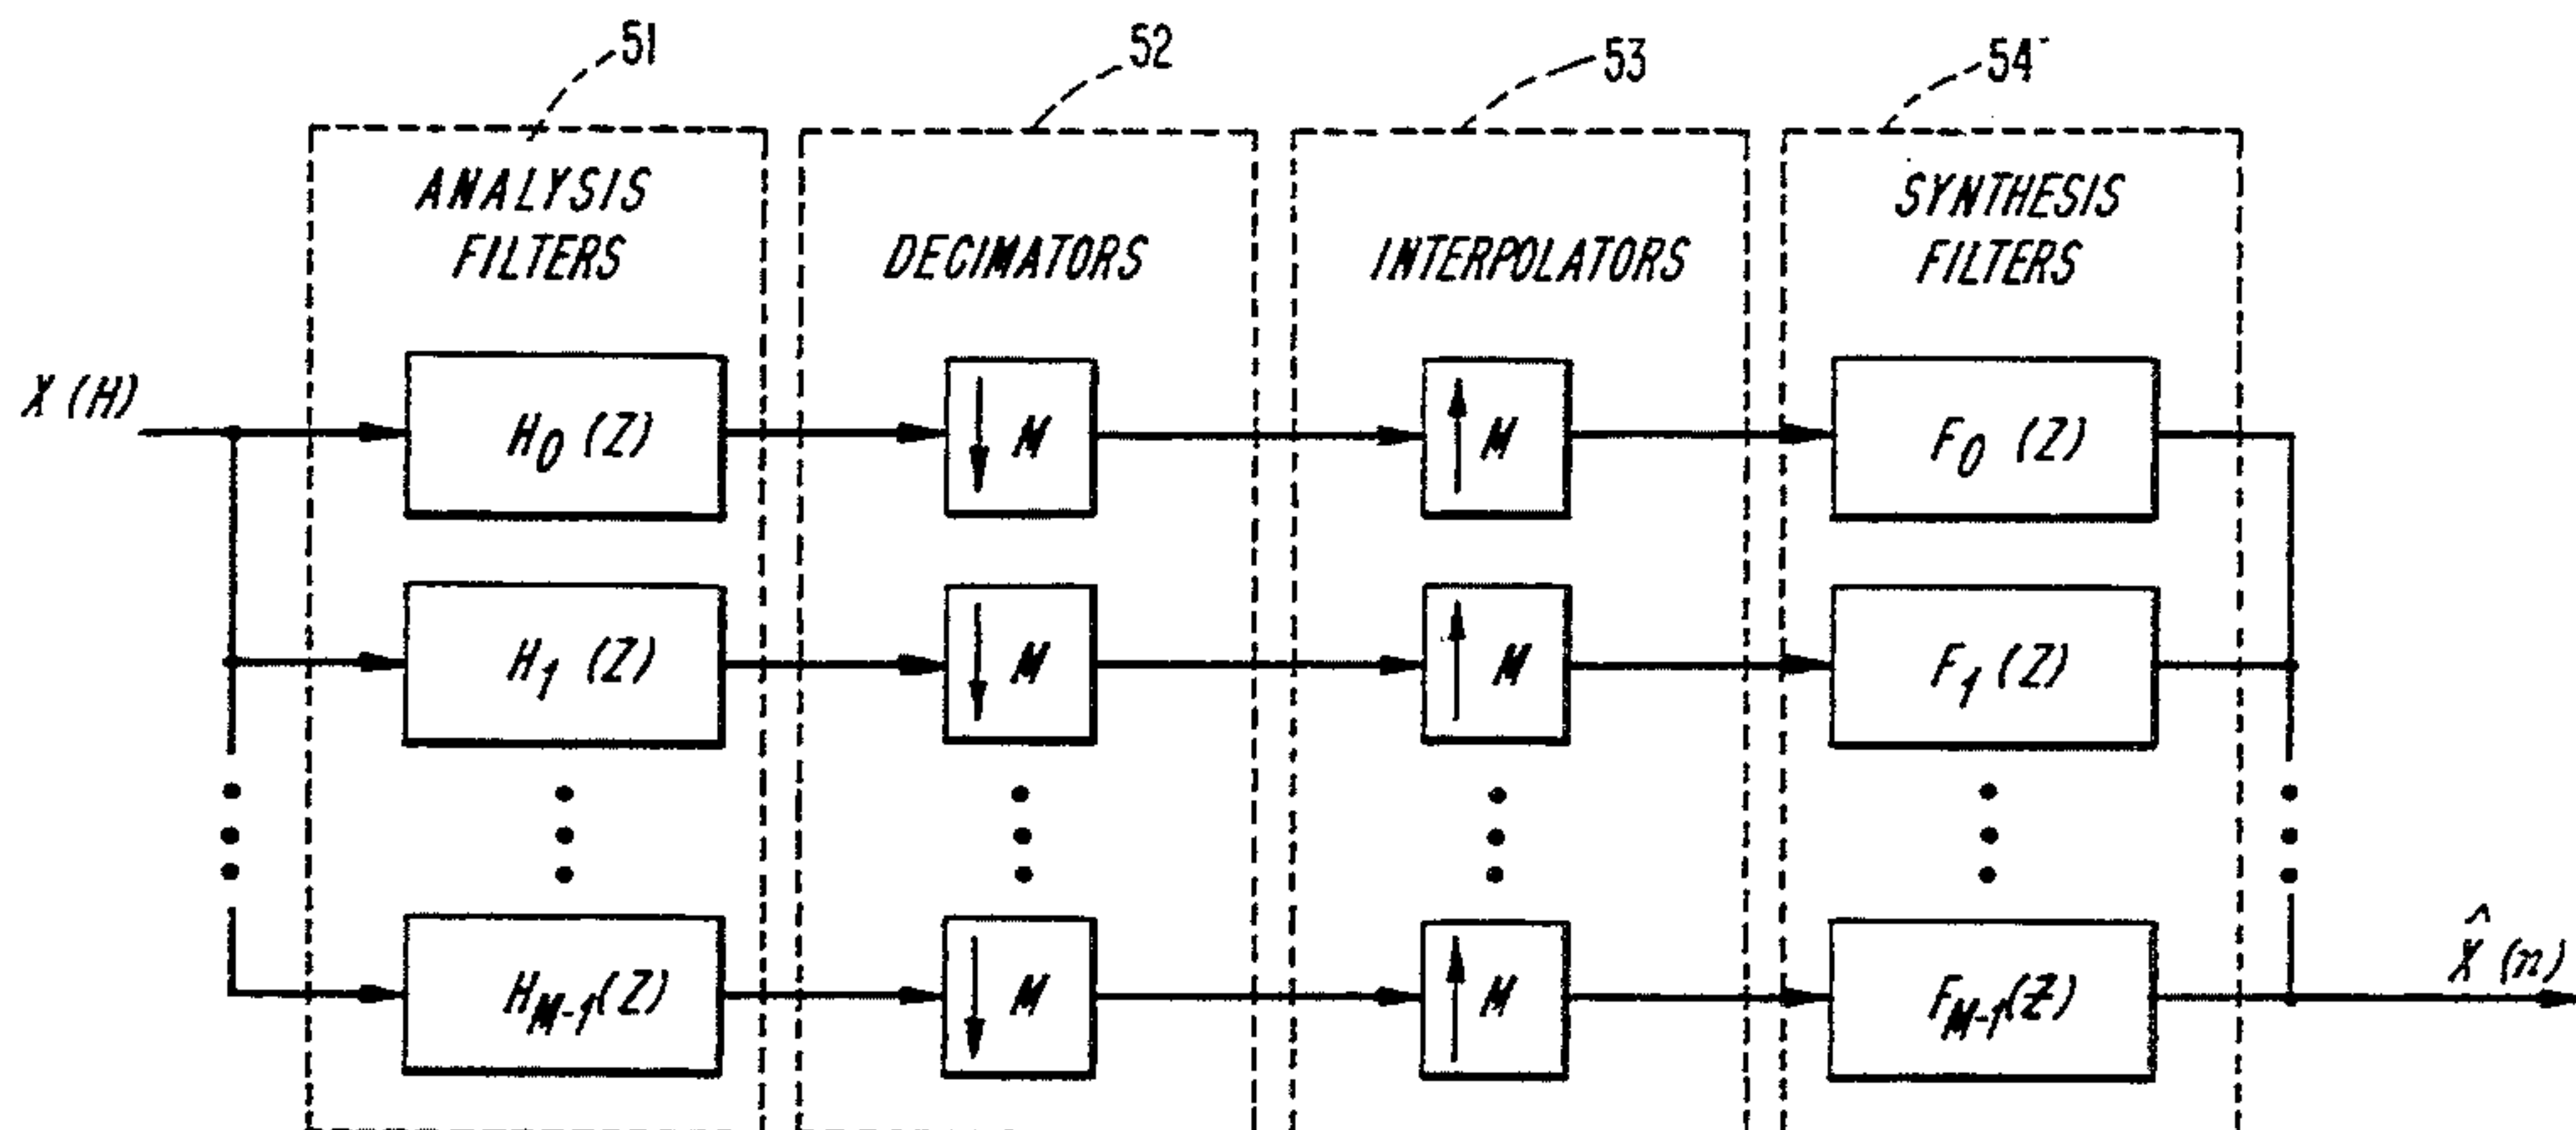 51
52
53
54
ANALYSIS
FILTERS
DECIMATORS
INTERPOLATORS
SYNTHESIS
FILTERS
X (H)
H0 (Z)
↓ M
↑ M
F0 (Z)
H1 (Z)
↓ M
↑ M
F1 (Z)
HM-1(Z)
↓ M
↑ M
FM-1(Z)
X̂ (n)